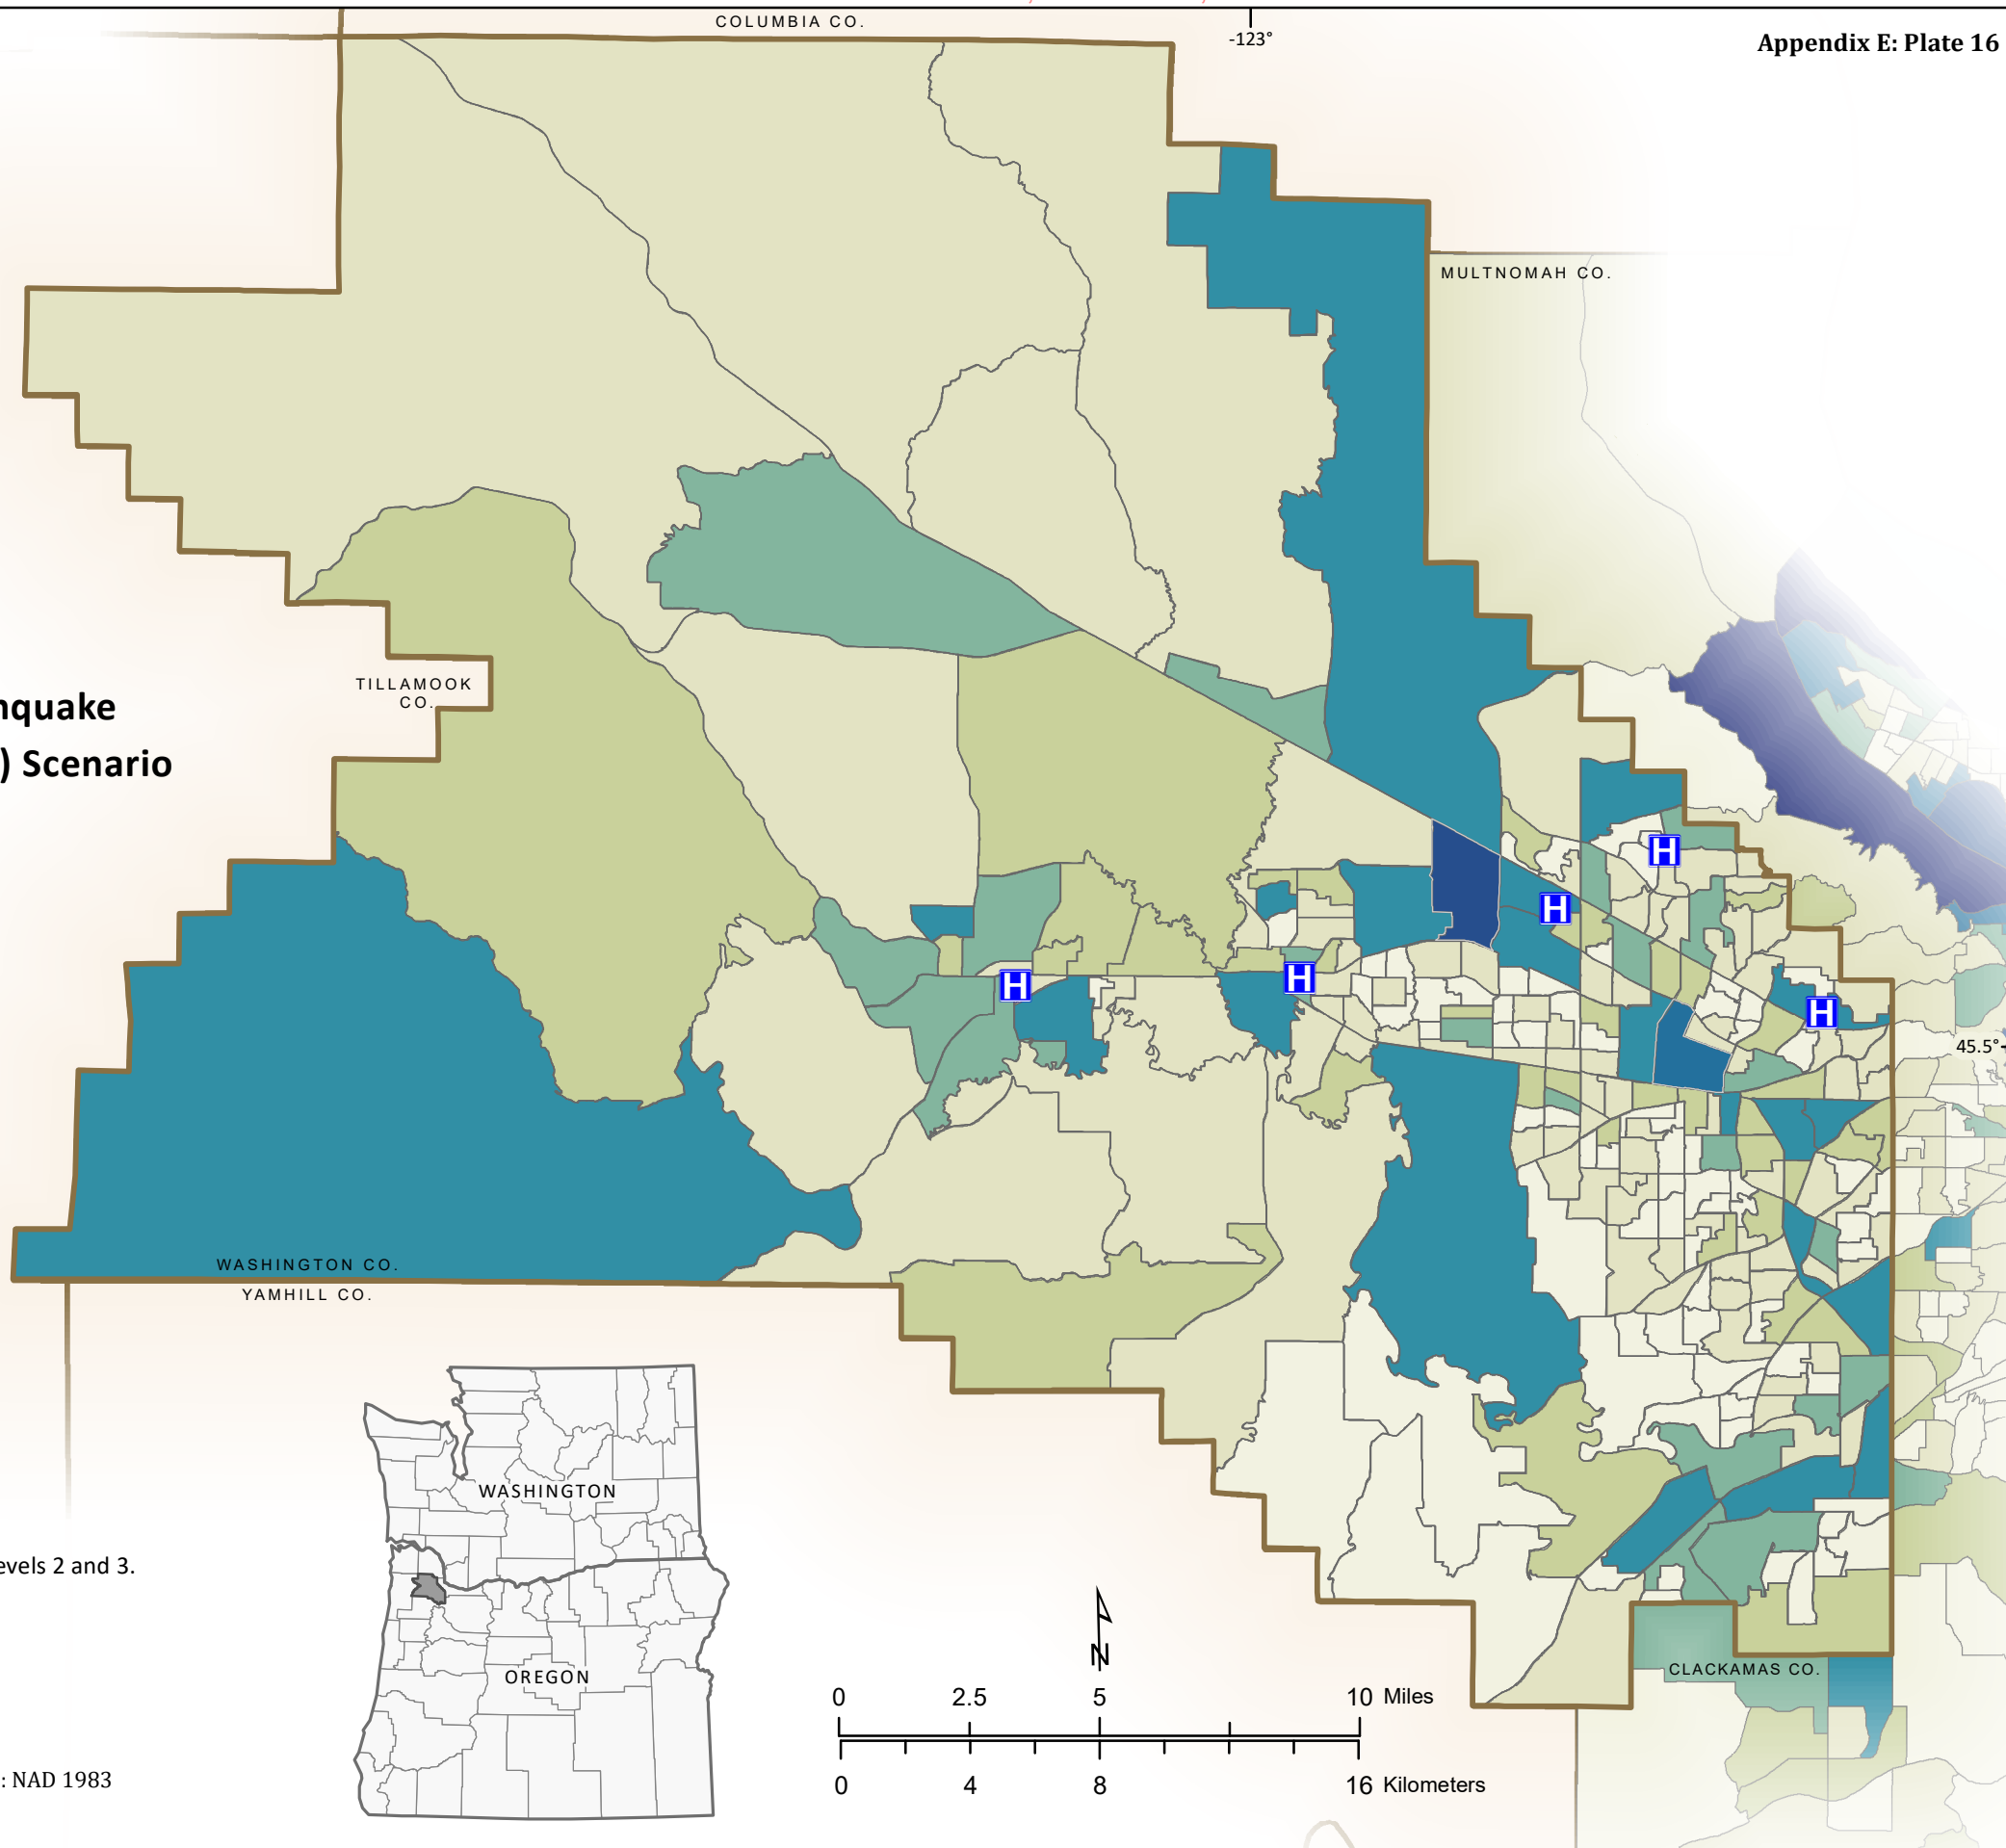 COLUMBIA CO.
-123°
Appendix E: Plate 16
MULTNOMAH CO.
TILLAMOOK
CO.
hquake
) Scenario
H
H
H
H
H
45.5°
WASHINGTON CO.
YAMHILL CO.
WASHINGTON
OREGON
evels 2 and 3.
N
CLACKAMAS CO.
0 2.5 5 10 Miles
0 4 8 16 Kilometers
: NAD 1983